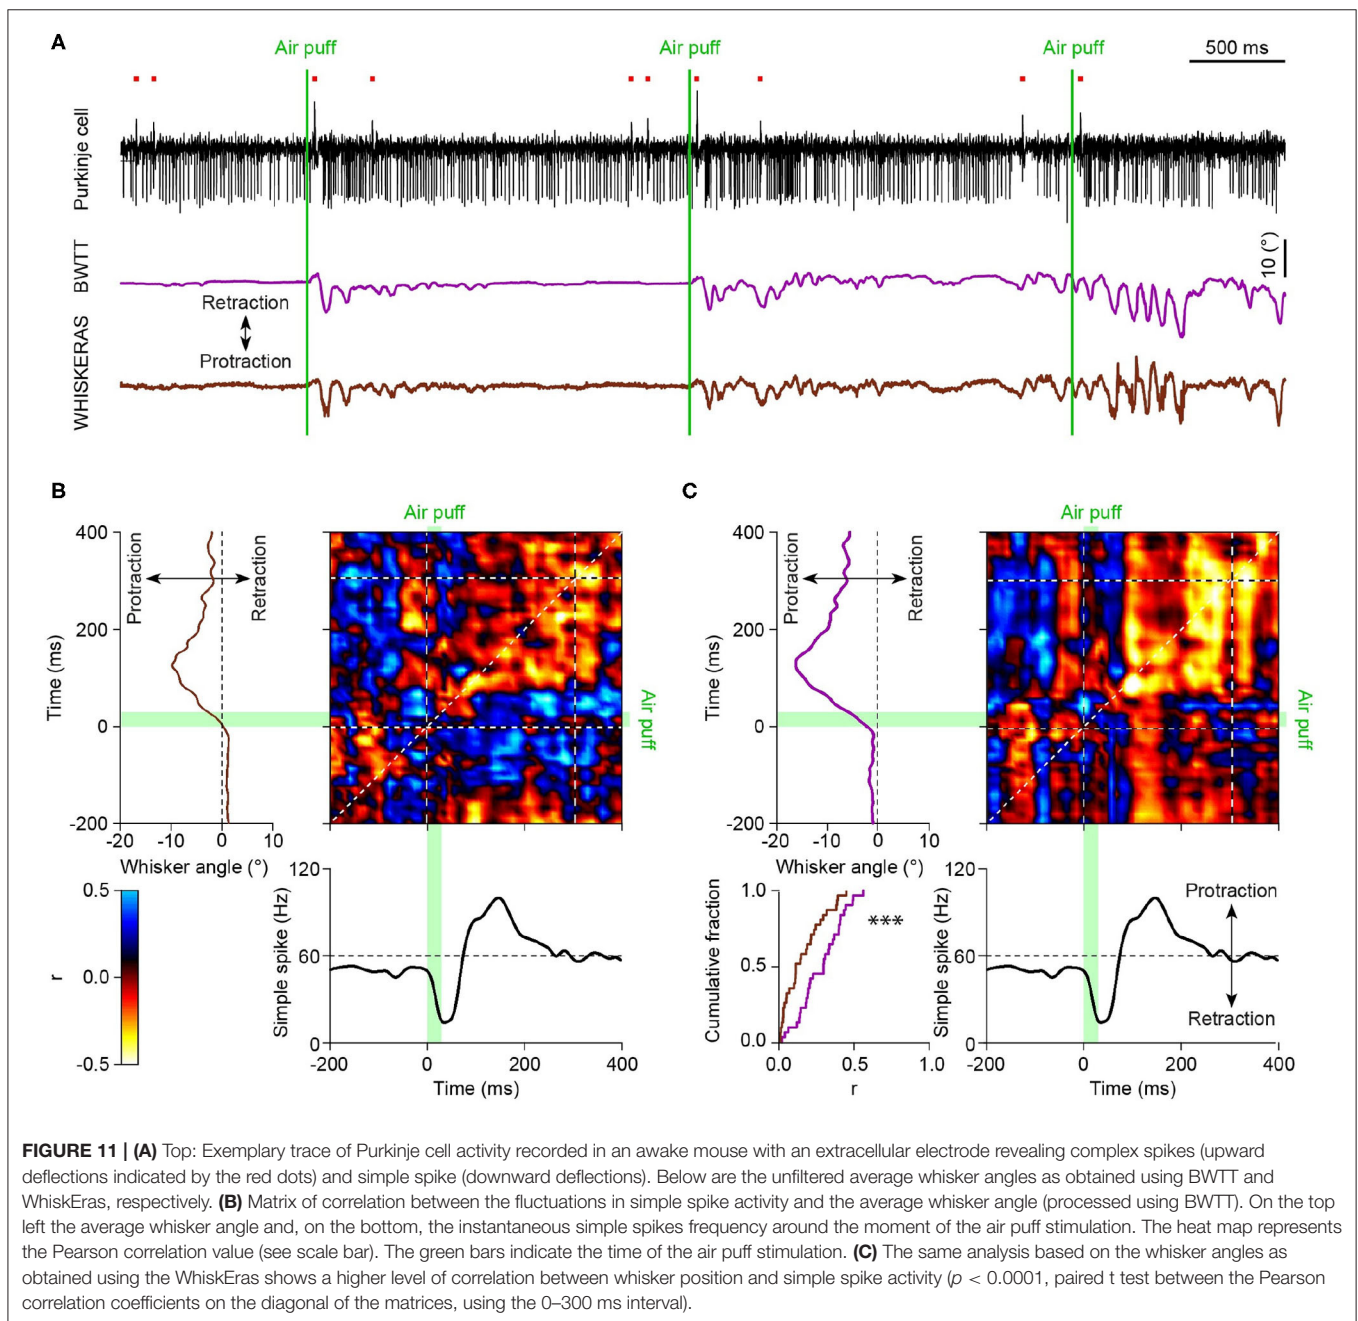 A
Air puff
Air puff
Air puff
500 ms
Purkinje cell
BWTT
10 (°)
Retraction
Protraction
WHISKERAS
B
Air puff
400
200
0
-200
Time (ms)
Protraction
Retraction
-20 -10 0 10
Whisker angle (°)
Air puff
0.5
0.0
-0.5
r
120
60
0
Simple spike (Hz)
-200 0 200 400
Time (ms)
C
Air puff
400
200
0
-200
Time (ms)
Protraction
Retraction
-20 -10 0 10
Whisker angle (°)
Air puff
1.0
0.5
0.0
Cumulative fraction
***
0.0 0.5 1.0
r
120
60
0
Simple spike (Hz)
Protraction
Retraction
-200 0 200 400
Time (ms)
FIGURE 11 | (A) Top: Exemplary trace of Purkinje cell activity recorded in an awake mouse with an extracellular electrode revealing complex spikes (upward
deflections indicated by the red dots) and simple spike (downward deflections). Below are the unfiltered average whisker angles as obtained using BWTT and
WhiskEras, respectively. (B) Matrix of correlation between the fluctuations in simple spike activity and the average whisker angle (processed using BWTT). On the top
left the average whisker angle and, on the bottom, the instantaneous simple spikes frequency around the moment of the air puff stimulation. The heat map represents
the Pearson correlation value (see scale bar). The green bars indicate the time of the air puff stimulation. (C) The same analysis based on the whisker angles as
obtained using the WhiskEras shows a higher level of correlation between whisker position and simple spike activity (p < 0.0001, paired t test between the Pearson
correlation coefficients on the diagonal of the matrices, using the 0–300 ms interval).